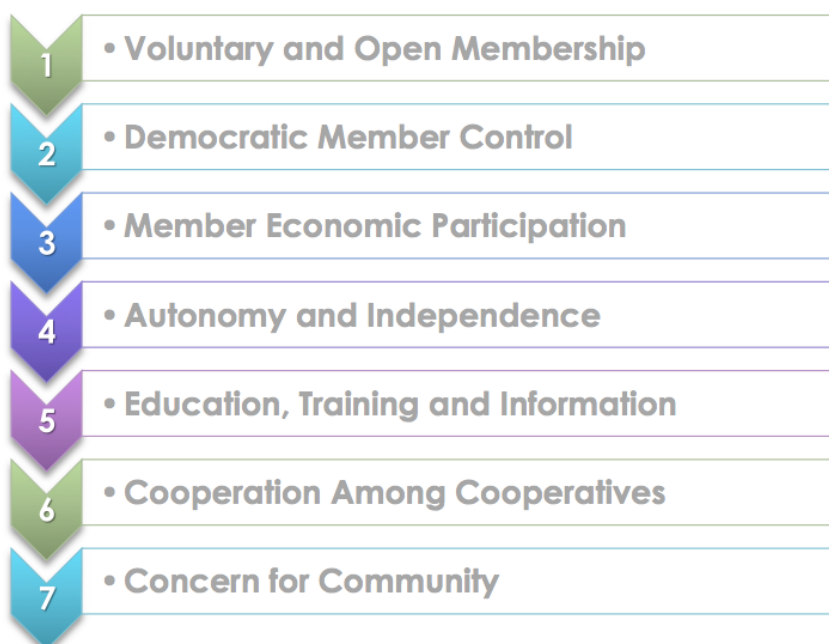 1 • Voluntary and Open Membership
2 • Democratic Member Control
3 • Member Economic Participation
4 • Autonomy and Independence
5 • Education, Training and Information
6 • Cooperation Among Cooperatives
7 • Concern for Community